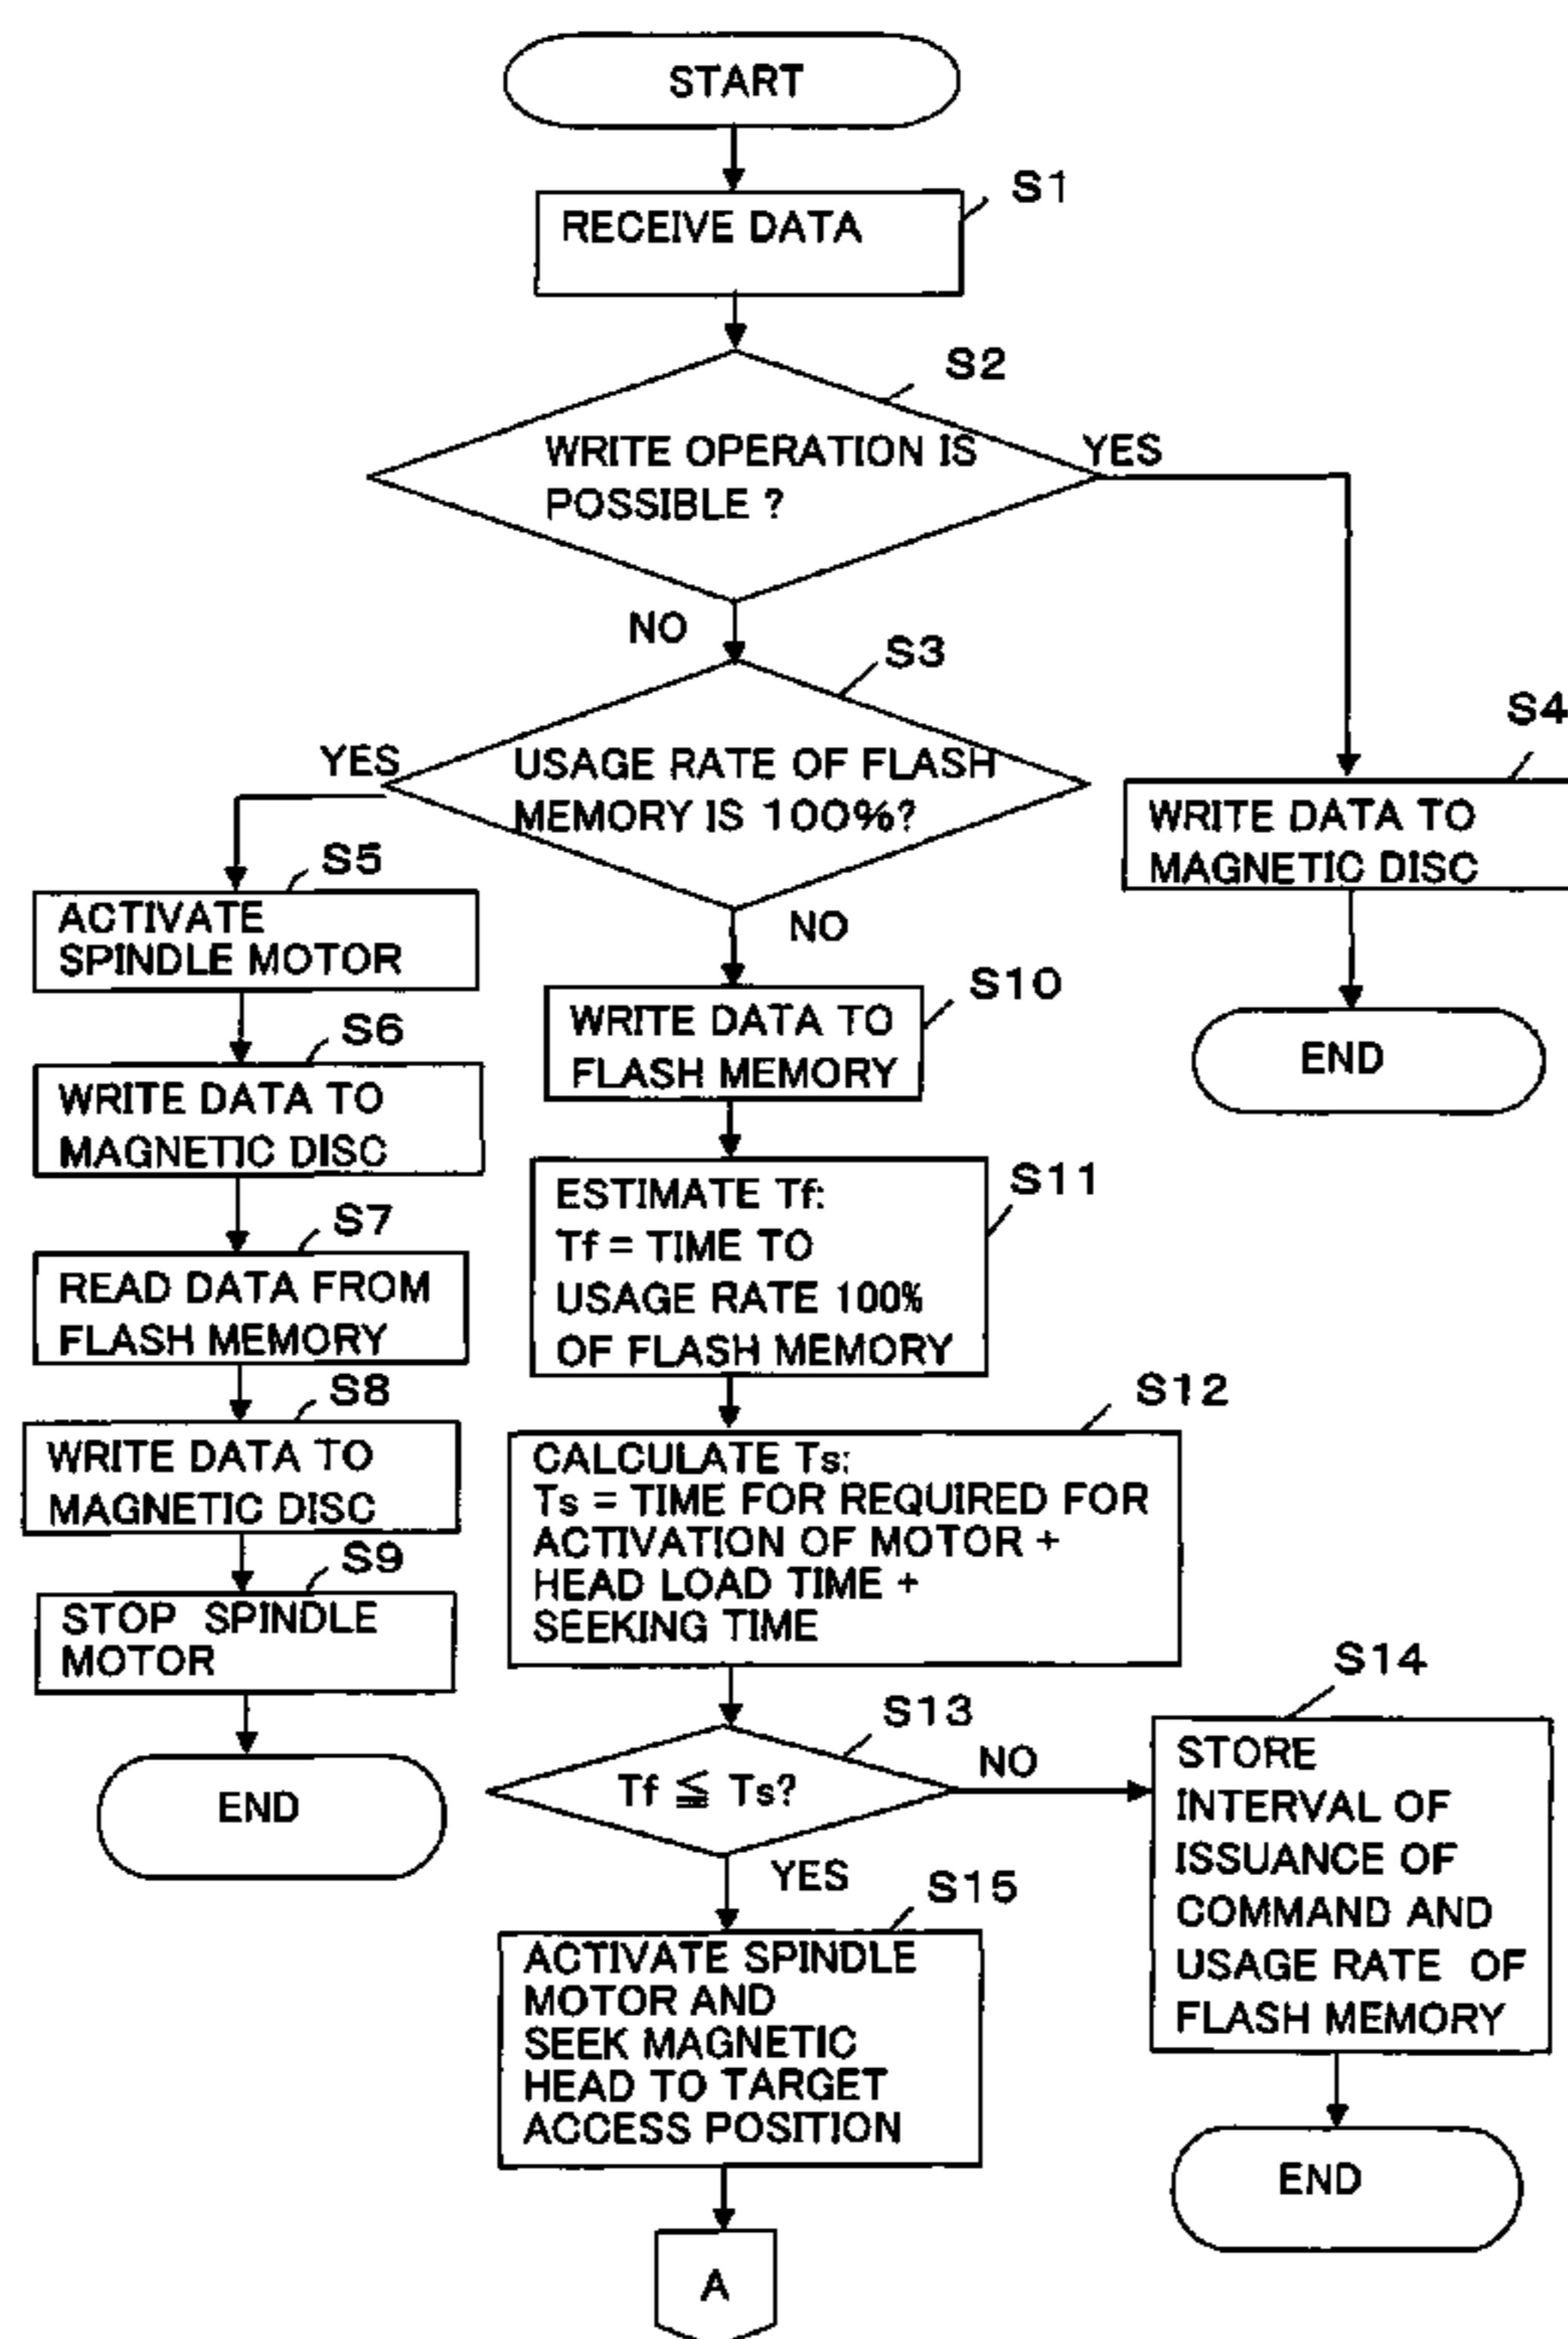 START
S1
RECEIVE DATA
S2
WRITE OPERATION IS
POSSIBLE ?
YES
NO
S3
USAGE RATE OF FLASH
MEMORY IS 100%?
YES
NO
S4
WRITE DATA TO
MAGNETIC DISC
END
S5
ACTIVATE
SPINDLE MOTOR
S6
WRITE DATA TO
MAGNETIC DISC
S7
READ DATA FROM
FLASH MEMORY
S8
WRITE DATA TO
MAGNETIC DISC
S9
STOP SPINDLE
MOTOR
END
S10
WRITE DATA TO
FLASH MEMORY
S11
ESTIMATE Tf:
Tf = TIME TO
USAGE RATE 100%
OF FLASH MEMORY
S12
CALCULATE Ts:
Ts = TIME FOR REQUIRED FOR
ACTIVATION OF MOTOR +
HEAD LOAD TIME +
SEEKING TIME
S13
Tf ≦ Ts?
NO
YES
S14
STORE
INTERVAL OF
ISSUANCE OF
COMMAND AND
USAGE RATE OF
FLASH MEMORY
END
S15
ACTIVATE SPINDLE
MOTOR AND
SEEK MAGNETIC
HEAD TO TARGET
ACCESS POSITION
A